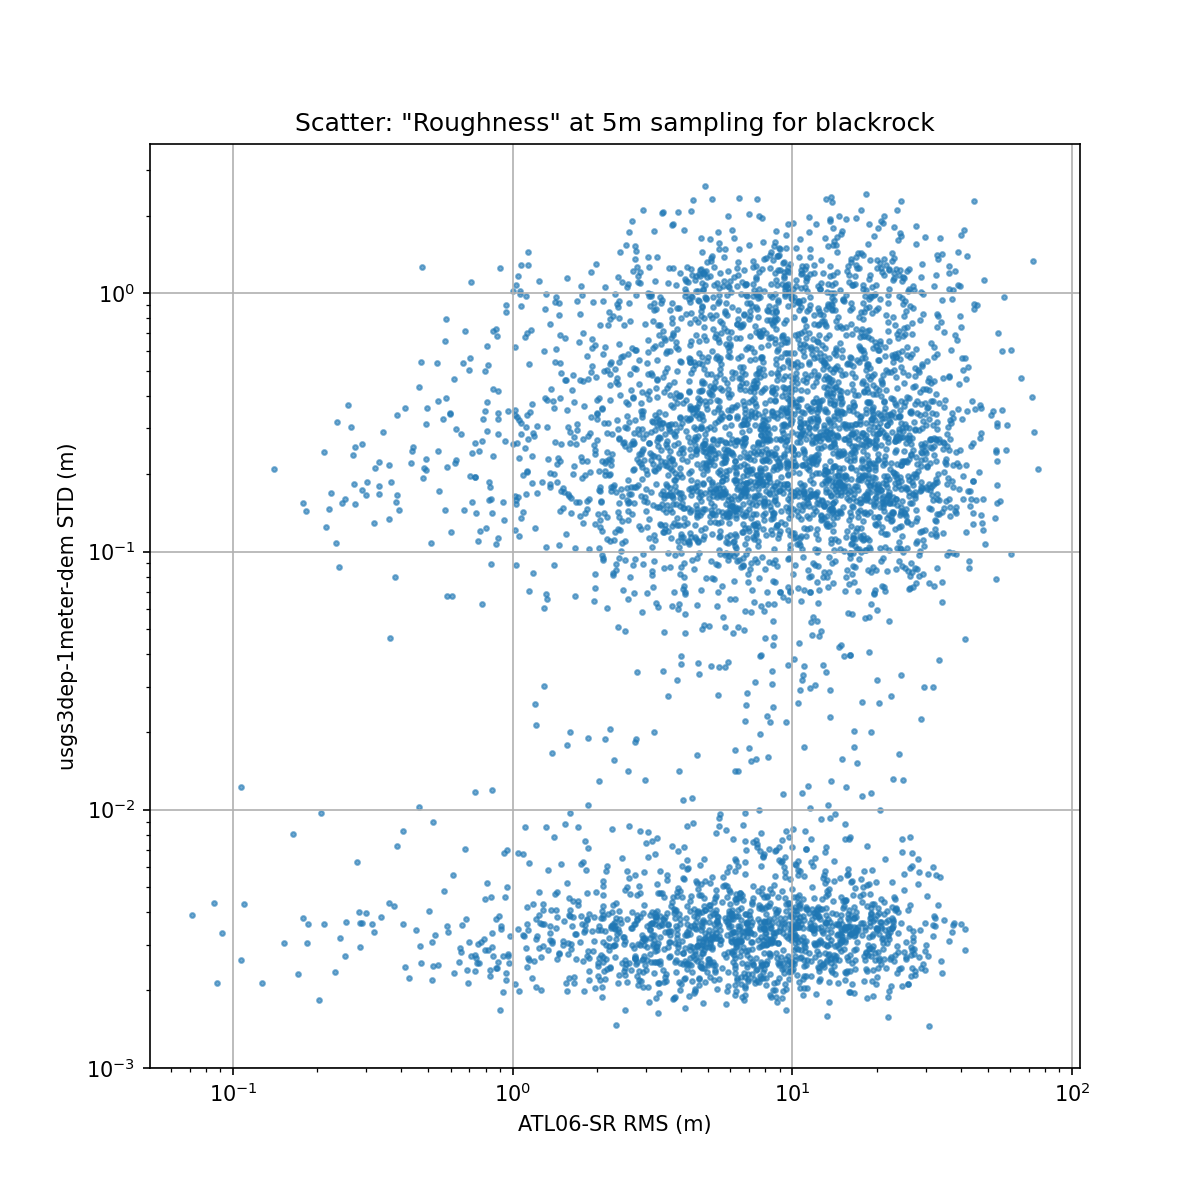 Scatter: "Roughness" at 5m sampling for blackrock
usgs3dep-1meter-dem STD (m)
10⁰
10⁻¹
10⁻²
10⁻³
10⁻¹ 10⁰ 10¹ 10²
ATL06-SR RMS (m)